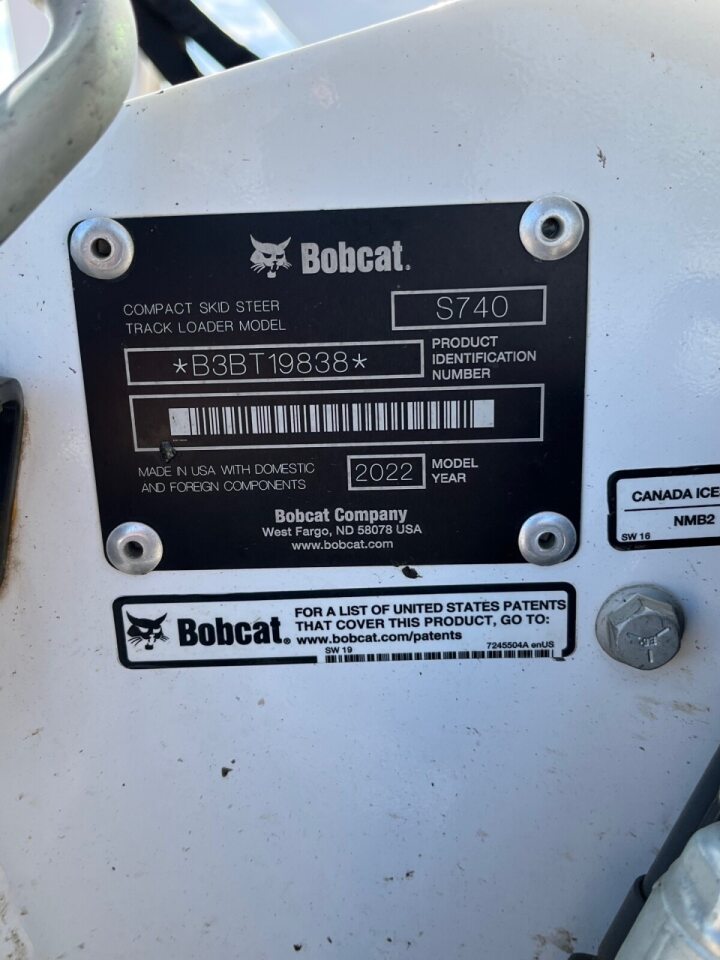 Bobcat.
COMPACT SKID STEER
TRACK LOADER MODEL
S740
*B3BT19838*
PRODUCT
IDENTIFICATION
NUMBER
MADE IN USA WITH DOMESTIC
AND FOREIGN COMPONENTS
2022
MODEL
YEAR
Bobcat Company
West Fargo, ND 58078 USA
www.bobcat.com
CANADA ICE
NMB2
SW 16
Bobcat.
FOR A LIST OF UNITED STATES PATENTS
THAT COVER THIS PRODUCT, GO TO:
www.bobcat.com/patents
SW 19
7245504A enUS